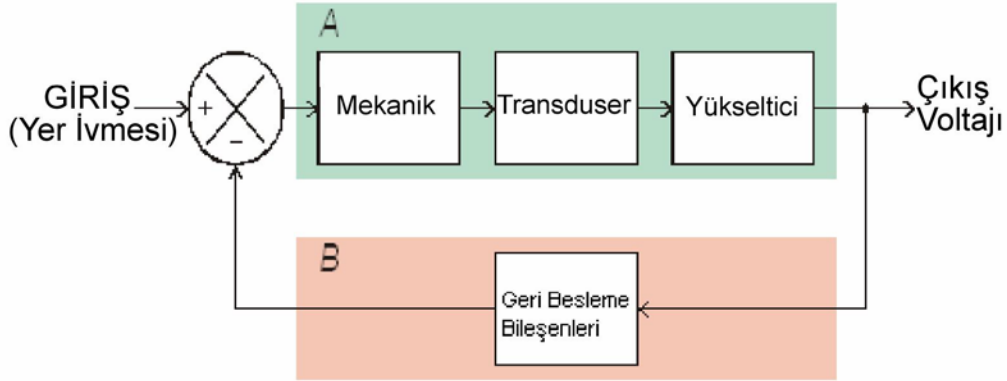 A
GİRİŞ
(Yer İvmesi)
+
−
Mekanik
Transduser
Yükseltici
Çıkış
Voltajı
B
Geri Besleme
Bileşenleri